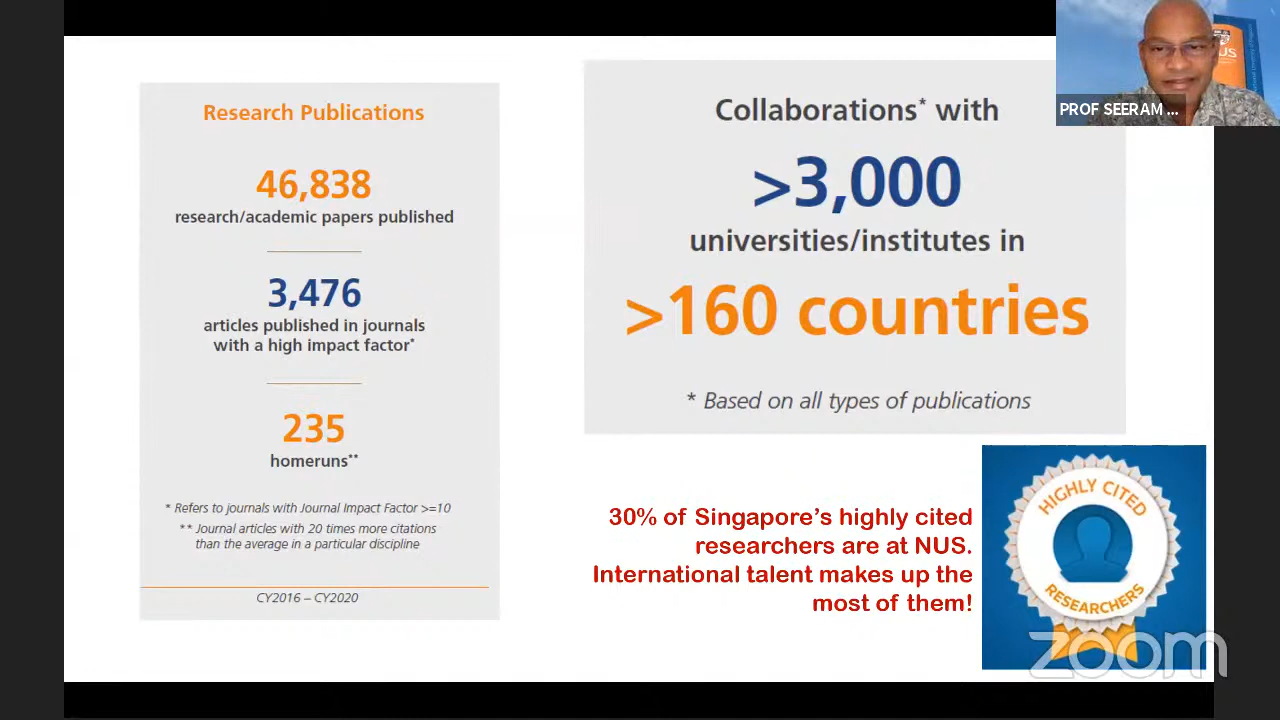 Research Publications
46,838
research/academic papers published
3,476
articles published in journals
with a high impact factor*
235
homeruns**
* Refers to journals with Journal Impact Factor >=10
** Journal articles with 20 times more citations
than the average in a particular discipline
CY2016 – CY2020
Collaborations* with
>3,000
universities/institutes in
>160 countries
* Based on all types of publications
30% of Singapore’s highly cited
researchers are at NUS.
International talent makes up the
most of them!
HIGHLY CITED
RESEARCHERS
PROF SEERAM ...
zoom